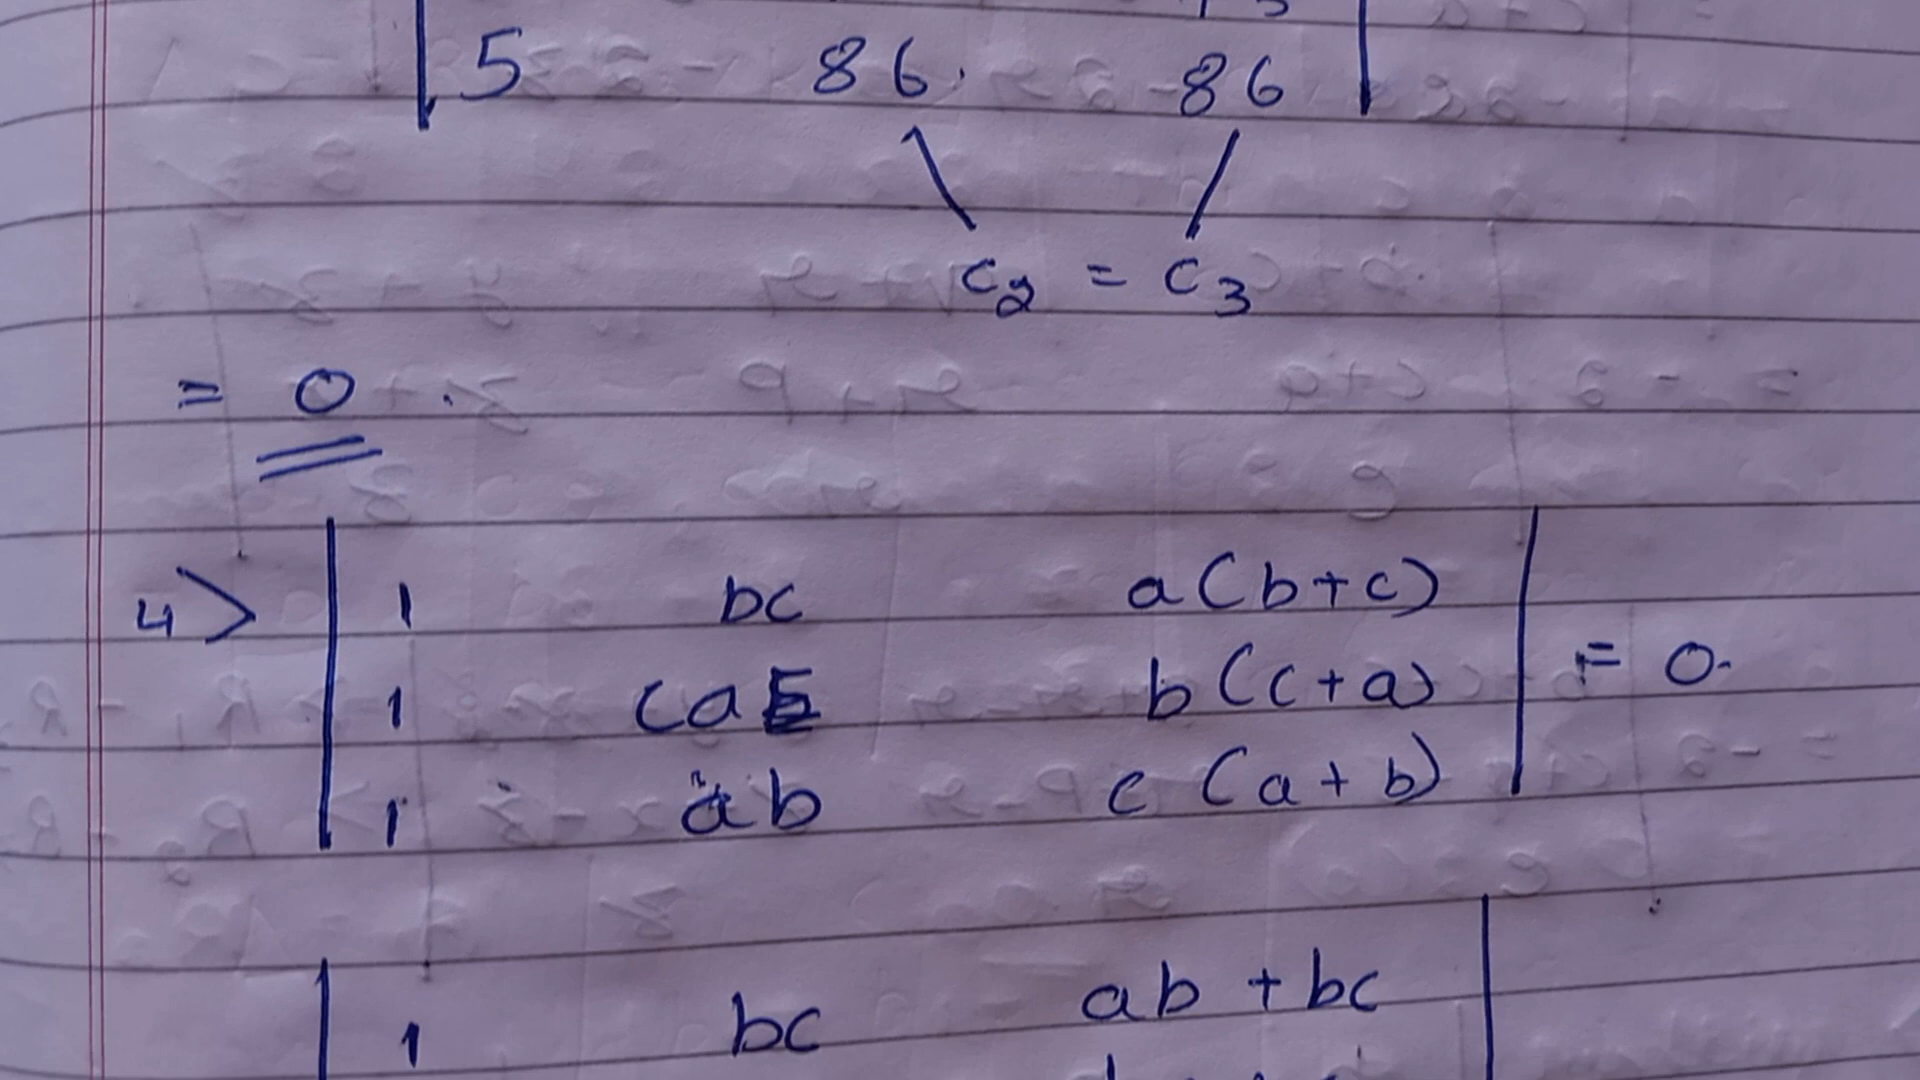 | 5 86 86 |
c2 = c3
= 0.
4> | 1 bc a(b+c) |
| 1 ca b(c+a) | = 0.
| 1 ab c(a+b) |
| 1 bc ab + bc |